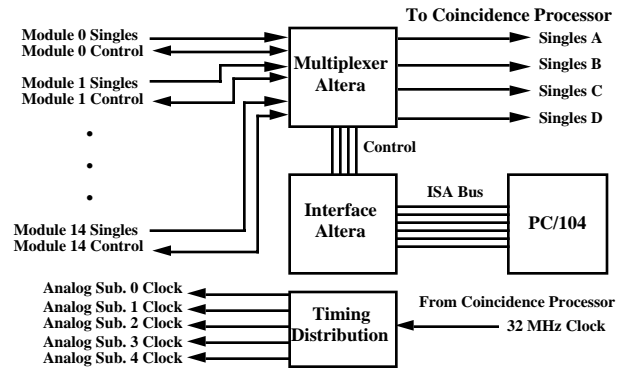 To Coincidence Processor
Module 0 Singles
Module 0 Control
Module 1 Singles
Module 1 Control
Module 14 Singles
Module 14 Control
Multiplexer
Altera
Singles A
Singles B
Singles C
Singles D
Control
Interface
Altera
ISA Bus
PC/104
Analog Sub. 0 Clock
Analog Sub. 1 Clock
Analog Sub. 2 Clock
Analog Sub. 3 Clock
Analog Sub. 4 Clock
Timing
Distribution
From Coincidence Processor
32 MHz Clock